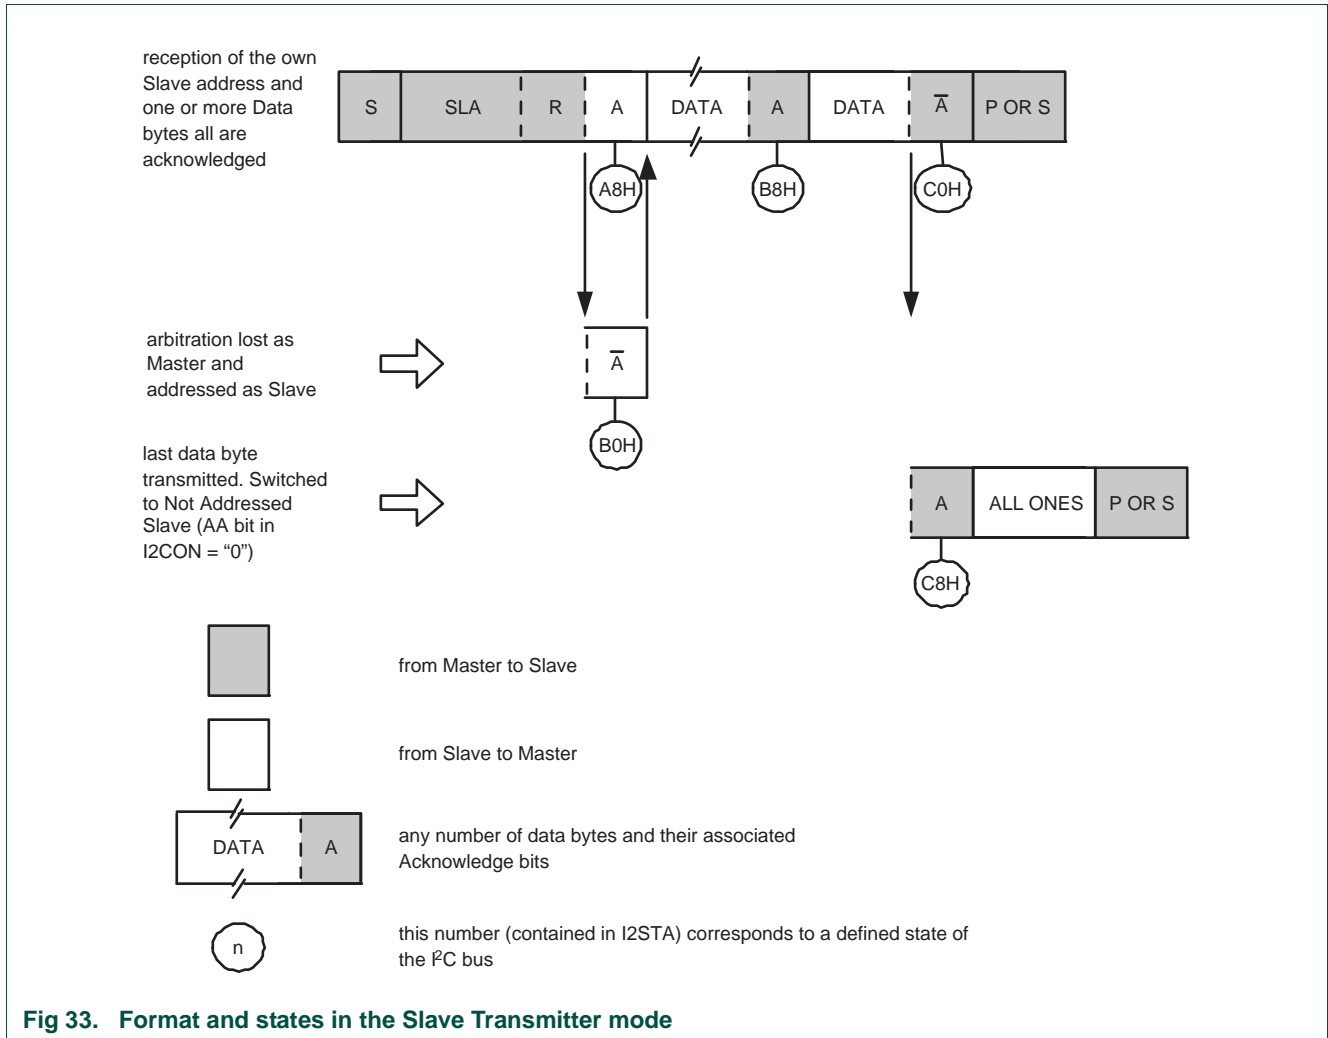 reception of the own
Slave address and
one or more Data
bytes all are
acknowledged
S SLA R A DATA A DATA A̅ P OR S
A8H B8H C0H
arbitration lost as
Master and
addressed as Slave
A̅
B0H
last data byte
transmitted. Switched
to Not Addressed
Slave (AA bit in
I2CON = “0”)
A ALL ONES P OR S
C8H
from Master to Slave
from Slave to Master
DATA A
any number of data bytes and their associated
Acknowledge bits
n
this number (contained in I2STA) corresponds to a defined state of
the I²C bus
Fig 33. Format and states in the Slave Transmitter mode